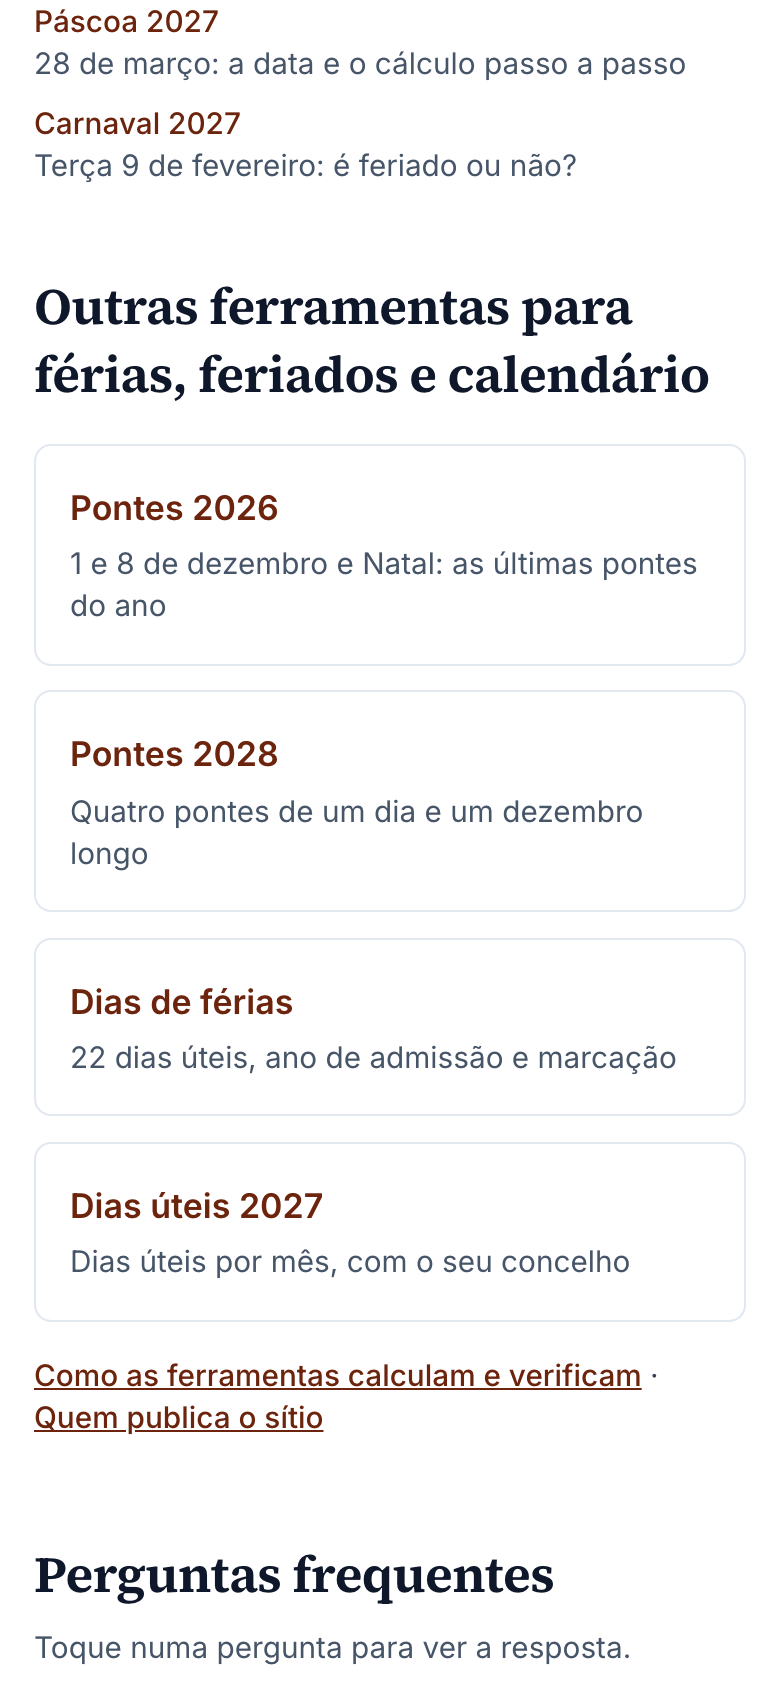 Páscoa 2027
28 de março: a data e o cálculo passo a passo
Carnaval 2027
Terça 9 de fevereiro: é feriado ou não?
Outras ferramentas para
férias, feriados e calendário
Pontes 2026
1 e 8 de dezembro e Natal: as últimas pontes
do ano
Pontes 2028
Quatro pontes de um dia e um dezembro
longo
Dias de férias
22 dias úteis, ano de admissão e marcação
Dias úteis 2027
Dias úteis por mês, com o seu concelho
Como as ferramentas calculam e verificam ·
Quem publica o sítio
Perguntas frequentes
Toque numa pergunta para ver a resposta.